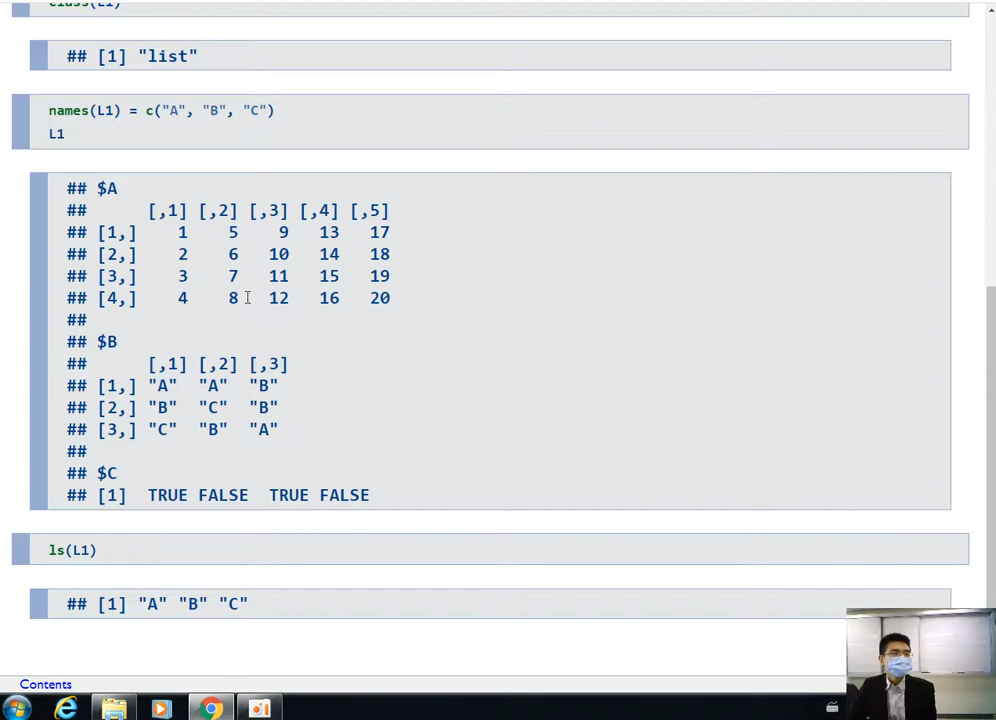 class(L1)
## [1] "list"
names(L1) = c("A", "B", "C")
L1
## $A
##      [,1] [,2] [,3] [,4] [,5]
## [1,]    1    5    9   13   17
## [2,]    2    6   10   14   18
## [3,]    3    7   11   15   19
## [4,]    4    8   12   16   20
##
## $B
##      [,1] [,2] [,3]
## [1,] "A"  "A"  "B"
## [2,] "B"  "C"  "B"
## [3,] "C"  "B"  "A"
##
## $C
## [1]  TRUE FALSE  TRUE FALSE
ls(L1)
## [1] "A" "B" "C"
Contents